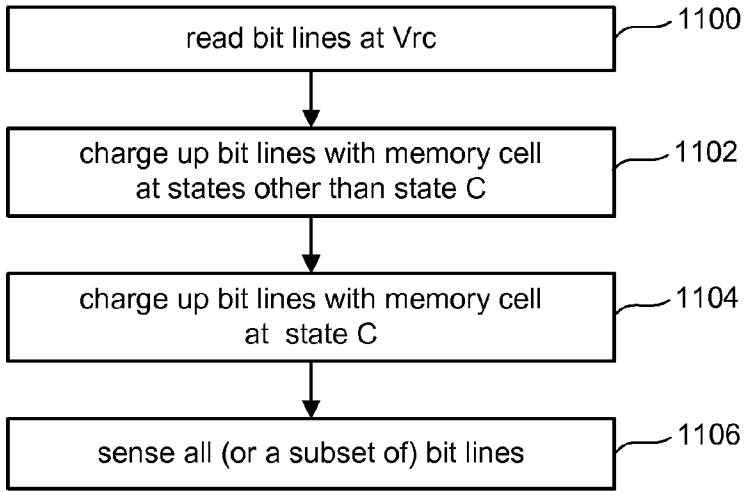 read bit lines at Vrc
1100
charge up bit lines with memory cell
at states other than state C
1102
charge up bit lines with memory cell
at state C
1104
sense all (or a subset of) bit lines
1106